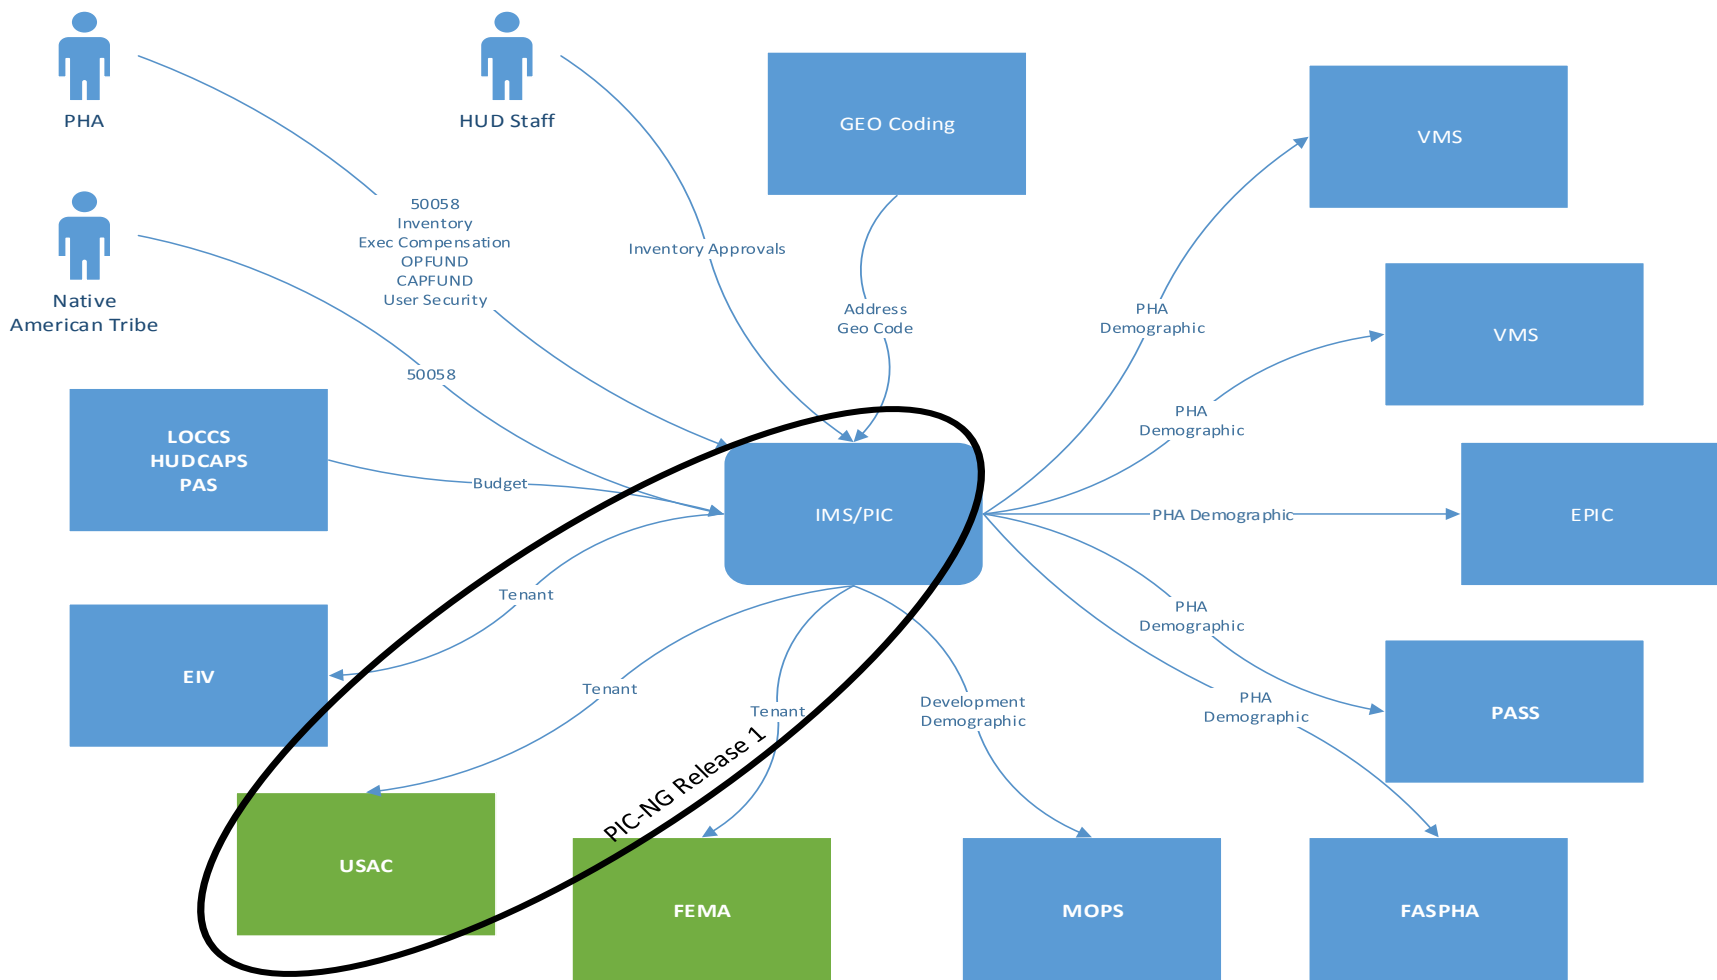 PHA
HUD Staff
GEO Coding
VMS
50058
Inventory
Exec Compensation
OPFUND
CAPFUND
User Security
Inventory Approvals
Native
American Tribe
Address
Geo Code
PHA
Demographic
VMS
50058
PHA
Demographic
LOCCS
HUDCAPS
PAS
Budget
IMS/PIC
PHA Demographic
EPIC
Tenant
PHA
Demographic
EIV
Tenant
Tenant
Development
Demographic
PHA
Demographic
PASS
PIC-NG Release 1
USAC
FEMA
MOPS
FASPHA